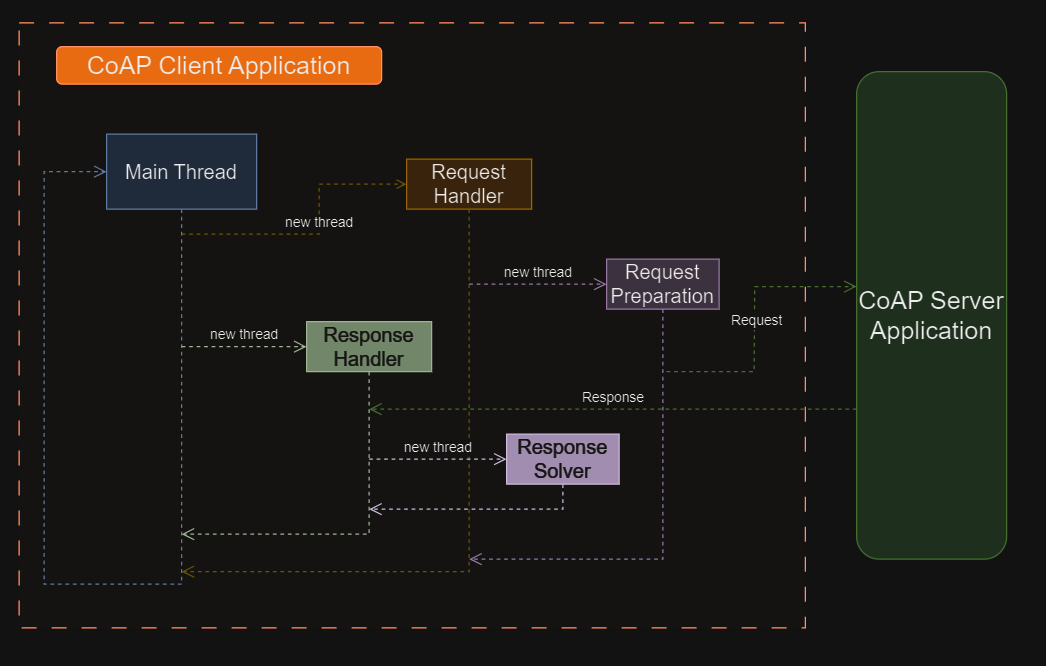 CoAP Client Application
Main Thread
Request
Handler
new thread
new thread
Request
Preparation
CoAP Server
Application
Request
new thread
Response
Handler
Response
new thread
Response
Solver